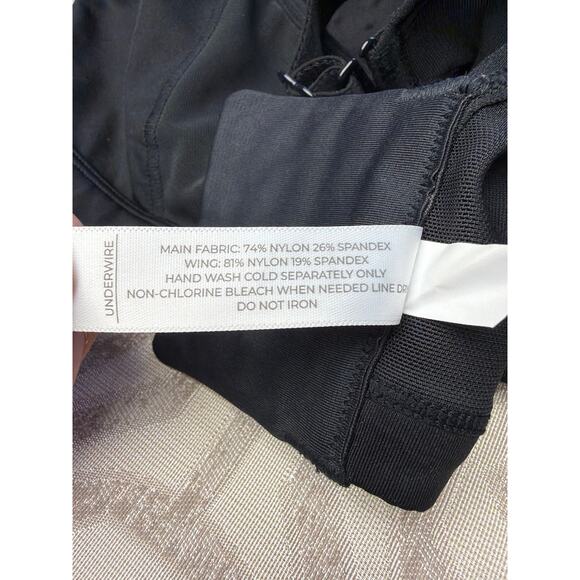 UNDERWIRE
MAIN FABRIC: 74% NYLON 26% SPANDEX
WING: 81% NYLON 19% SPANDEX
HAND WASH COLD SEPARATELY ONLY
NON-CHLORINE BLEACH WHEN NEEDED LINE DR
DO NOT IRON